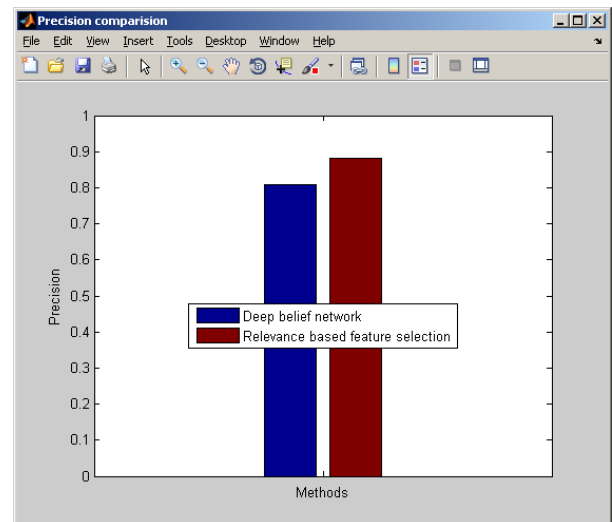 Precision comparision
File Edit View Insert Tools Desktop Window Help
1
0.9
0.8
0.7
0.6
0.5
0.4
0.3
0.2
0.1
0
Precision
Deep belief network
Relevance based feature selection
Methods